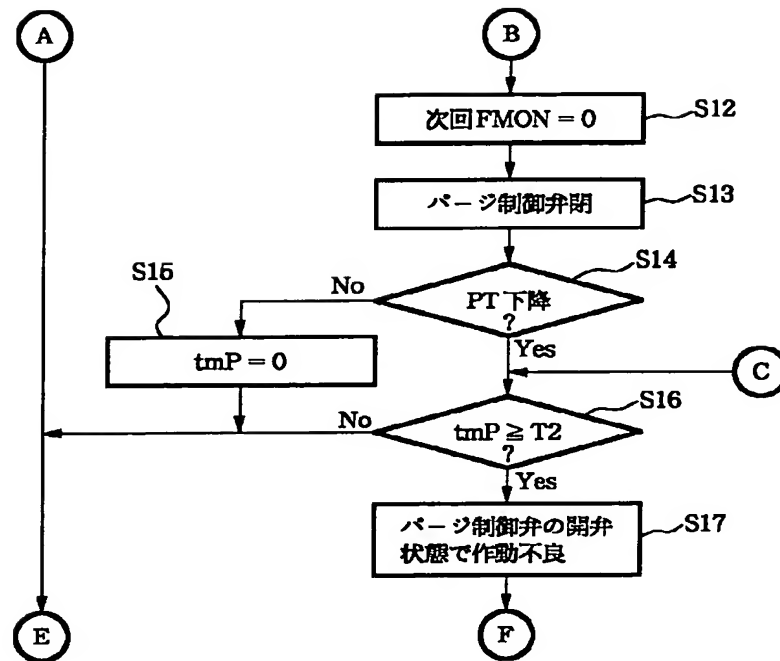 A
B
次回FMON = 0
S12
パージ制御弁閉
S13
S14
PT下降
?
No
Yes
S15
tmP = 0
C
S16
tmP ≧ T2
?
No
Yes
パージ制御弁の開弁
状態で作動不良
S17
E
F